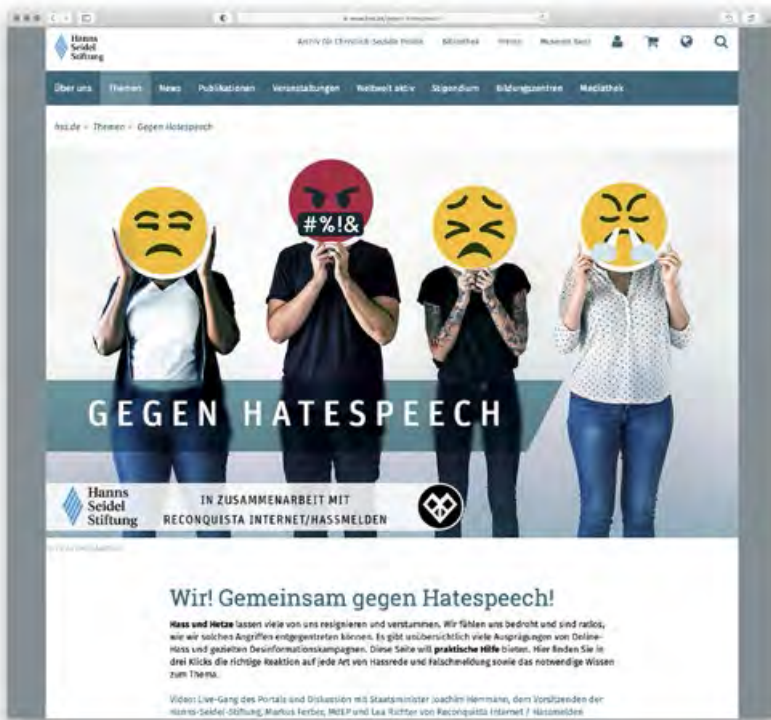 Hanns
Seidel
Stiftung
Archiv für Christlich-Soziale Politik Bibliothek Presse Museum
Über uns Themen News Publikationen Veranstaltungen Weltweit aktiv Stipendium Bildungszentren Mediathek
hss.de Themen Gegen Hatespeech
#%!&
GEGEN HATESPEECH
Hanns
Seidel
Stiftung
IN ZUSAMMENARBEIT MIT
RECONQUISTA INTERNET/HASSMELDEN
Wir! Gemeinsam gegen Hatespeech!
Hass und Hetze lassen viele von uns resignieren und verstummen. Wir fühlen uns bedroht und sind ratlos,
wie wir solchen Angriffen entgegentreten können. Es gibt unübersichtlich viele Ausprägungen von Online-
Hass und gezielten Desinformationskampagnen. Diese Seite will praktische Hilfe bieten. Hier finden Sie in
drei Klicks die richtige Reaktion auf jede Art von Hassrede und Falschmeldung sowie das notwendige Wissen
zum Thema.
Video: Live-Gang des Portals und Diskussion mit Staatsminister Joachim Herrmann, dem Vorsitzenden der
Hanns-Seidel-Stiftung, Markus Ferber, MdEP und Lea Richter von Reconquista Internet / Hassmelden